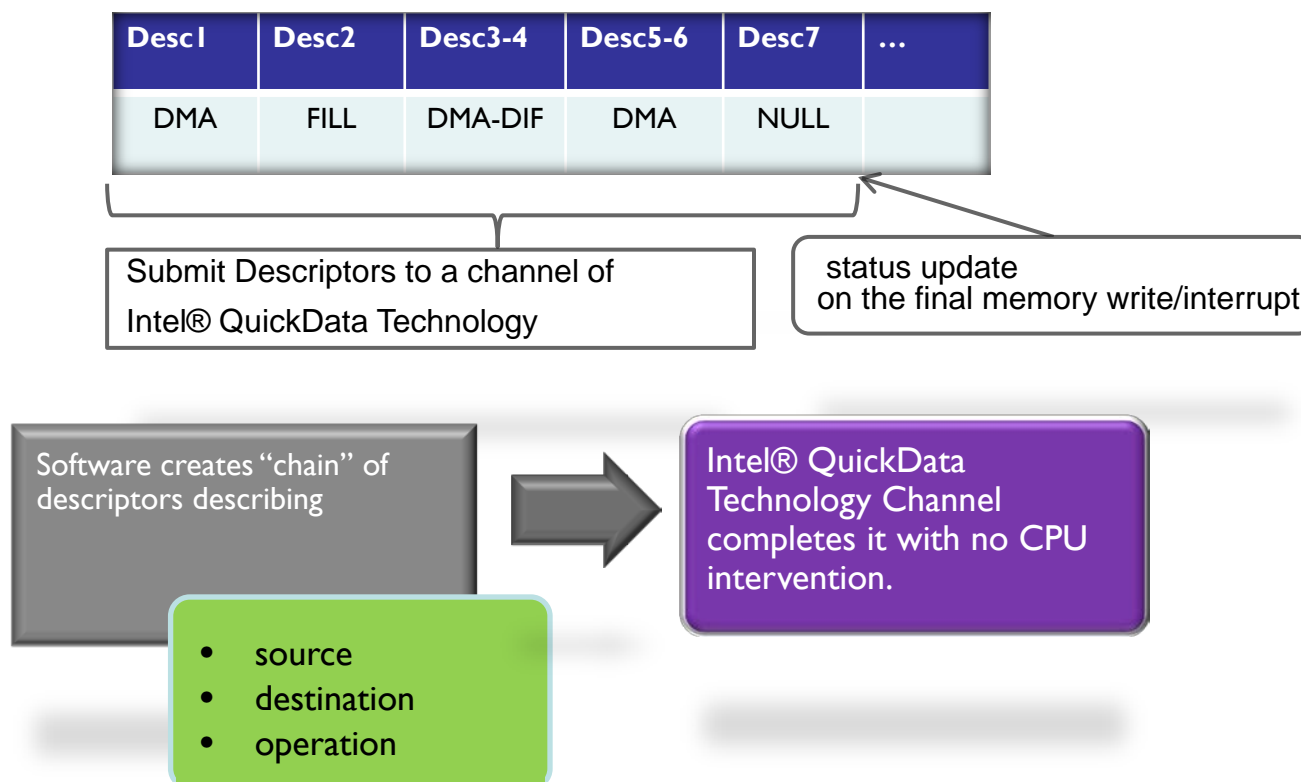 Desc1 Desc2 Desc3-4 Desc5-6 Desc7 …
DMA FILL DMA-DIF DMA NULL
Submit Descriptors to a channel of
Intel® QuickData Technology
status update
on the final memory write/interrupt
Software creates “chain” of
descriptors describing
• source
• destination
• operation
Intel® QuickData
Technology Channel
completes it with no CPU
intervention.